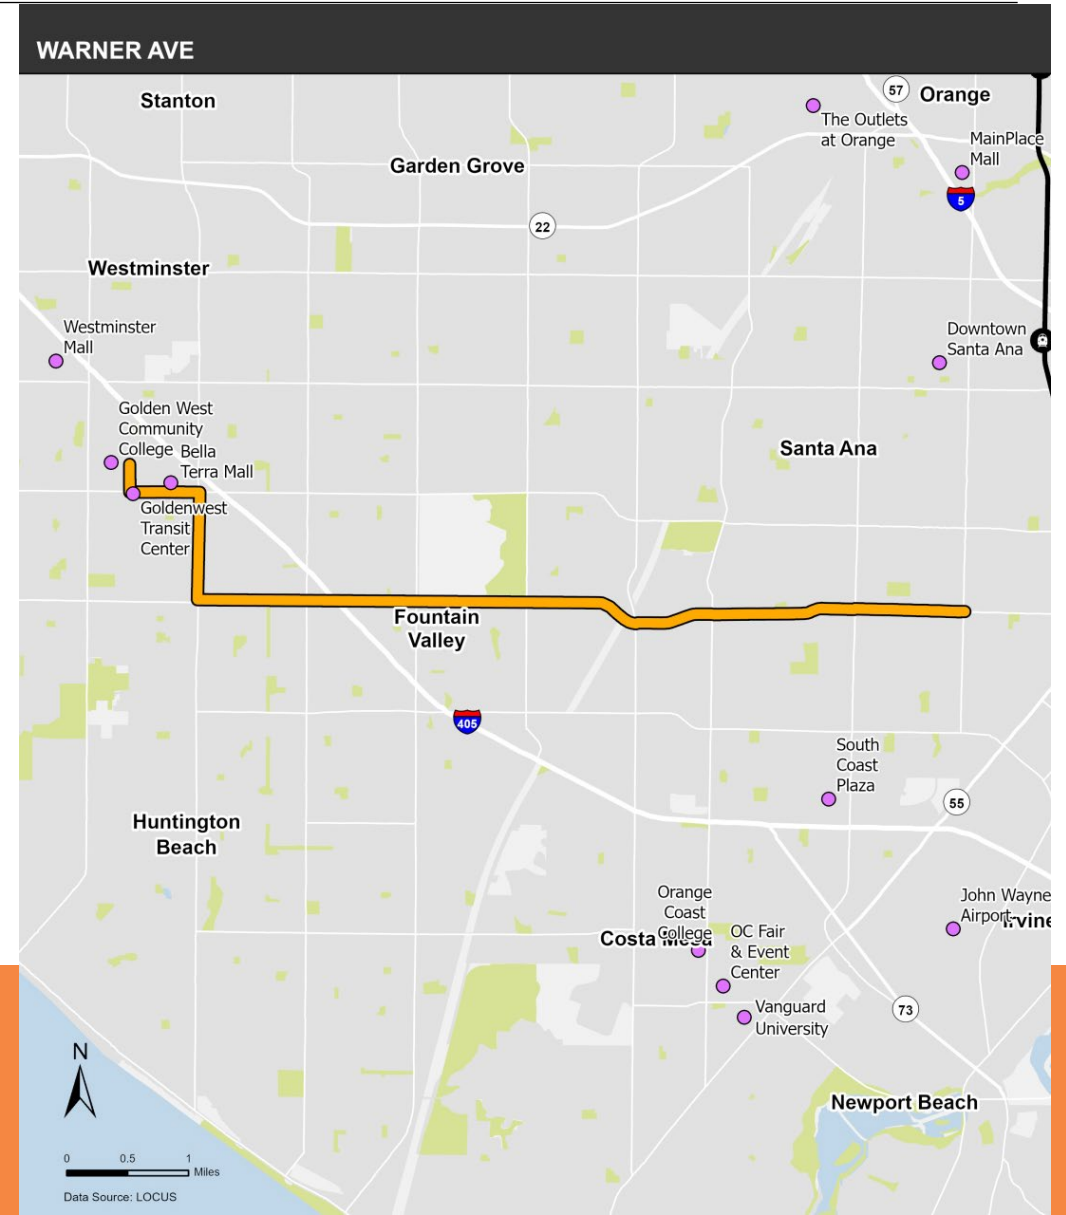 WARNER AVE
Stanton
57
Orange
The Outlets
at Orange
MainPlace
Mall
Garden Grove
5
22
Westminster
Westminster
Mall
Downtown
Santa Ana
Golden West
Community
College
Bella
Terra Mall
Santa Ana
Goldenwest
Transit
Center
Fountain
Valley
405
South
Coast
Plaza
55
Huntington
Beach
Orange
Coast
College
Costa Mesa
OC Fair
& Event
Center
John Wayne
Airport
Irvine
Vanguard
University
73
N
Newport Beach
0 0.5 1
Miles
Data Source: LOCUS